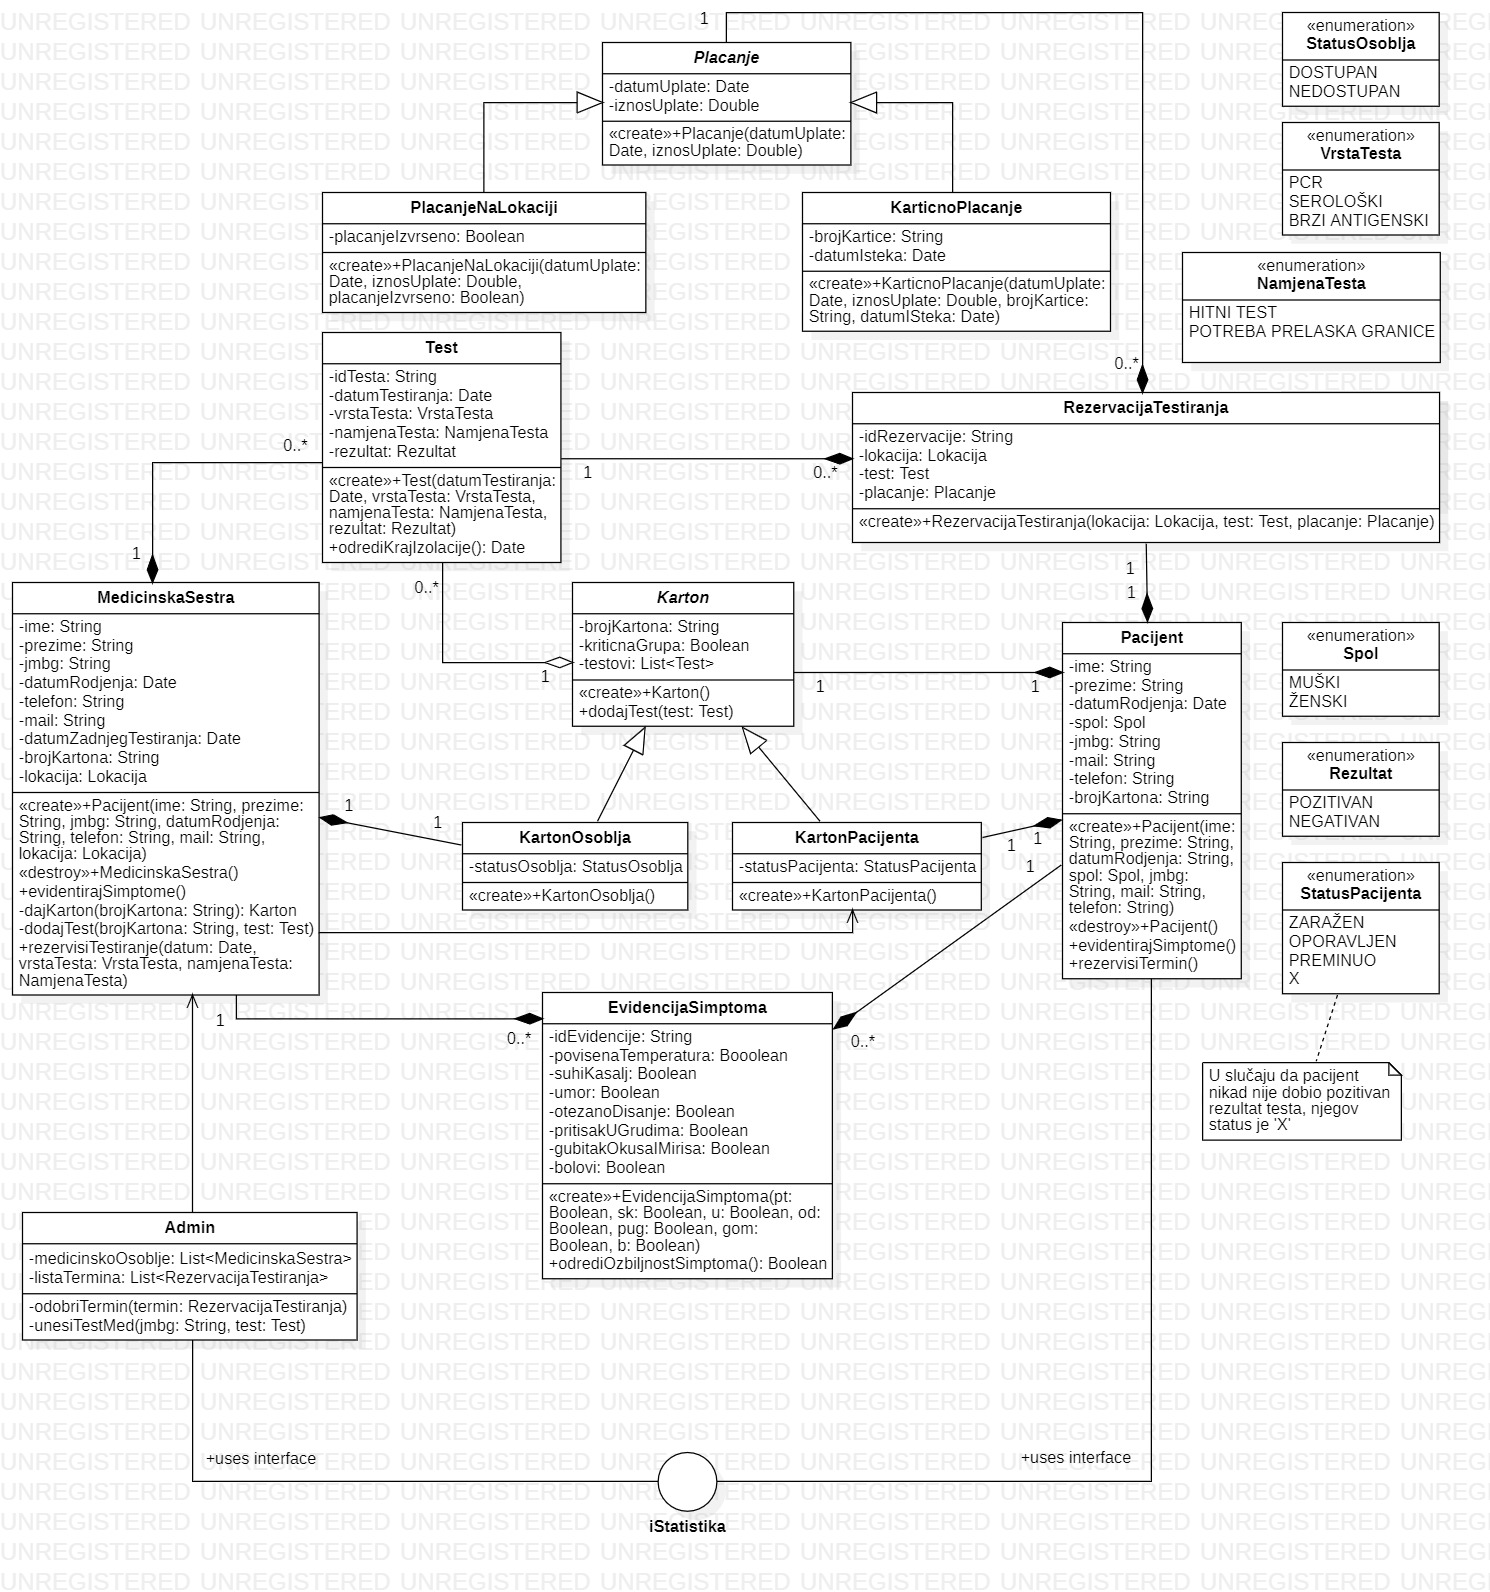 1
Placanje
-datumUplate: Date
-iznosUplate: Double
«create»+Placanje(datumUplate:
Date, iznosUplate: Double)
PlacanjeNaLokaciji
-placanjeIzvrseno: Boolean
«create»+PlacanjeNaLokaciji(datumUplate:
Date, iznosUplate: Double,
placanjeIzvrseno: Boolean)
KarticnoPlacanje
-brojKartice: String
-datumIsteka: Date
«create»+KarticnoPlacanje(datumUplate:
Date, iznosUplate: Double, brojKartice:
String, datumISteka: Date)
«enumeration»
StatusOsoblja
DOSTUPAN
NEDOSTUPAN
«enumeration»
VrstaTesta
PCR
SEROLOŠKI
BRZI ANTIGENSKI
«enumeration»
NamjenaTesta
HITNI TEST
POTREBA PRELASKA GRANICE
Test
-idTesta: String
-datumTestiranja: Date
-vrstaTesta: VrstaTesta
-namjenaTesta: NamjenaTesta
-rezultat: Rezultat
«create»+Test(datumTestiranja:
Date, vrstaTesta: VrstaTesta,
namjenaTesta: NamjenaTesta,
rezultat: Rezultat)
+odrediKrajIzolacije(): Date
0..*
1
0..*
1
0..*
0..*
RezervacijaTestiranja
-idRezervacije: String
-lokacija: Lokacija
-test: Test
-placanje: Placanje
«create»+RezervacijaTestiranja(lokacija: Lokacija, test: Test, placanje: Placanje)
1
1
MedicinskaSestra
-ime: String
-prezime: String
-jmbg: String
-datumRodjenja: Date
-telefon: String
-mail: String
-datumZadnjegTestiranja: Date
-brojKartona: String
-lokacija: Lokacija
«create»+Pacijent(ime: String, prezime:
String, jmbg: String, datumRodjenja:
String, telefon: String, mail: String,
lokacija: Lokacija)
«destroy»+MedicinskaSestra()
+evidentirajSimptome()
-dajKarton(brojKartona: String): Karton
-dodajTest(brojKartona: String, test: Test)
+rezervisiTestiranje(datum: Date,
vrstaTesta: VrstaTesta, namjenaTesta:
NamjenaTesta)
Karton
-brojKartona: String
-kriticnaGrupa: Boolean
-testovi: List<Test>
«create»+Karton()
+dodajTest(test: Test)
1
1
1
Pacijent
-ime: String
-prezime: String
-datumRodjenja: Date
-spol: Spol
-jmbg: String
-mail: String
-telefon: String
-brojKartona: String
«create»+Pacijent(ime:
String, prezime: String,
datumRodjenja: String,
spol: Spol, jmbg:
String, mail: String,
telefon: String)
«destroy»+Pacijent()
+evidentirajSimptome()
+rezervisiTermin()
«enumeration»
Spol
MUŠKI
ŽENSKI
«enumeration»
Rezultat
POZITIVAN
NEGATIVAN
«enumeration»
StatusPacijenta
ZARAŽEN
OPORAVLJEN
PREMINUO
X
U slučaju da pacijent
nikad nije dobio pozitivan
rezultat testa, njegov
status je 'X'
1
1
KartonOsoblja
-statusOsoblja: StatusOsoblja
«create»+KartonOsoblja()
KartonPacijenta
-statusPacijenta: StatusPacijenta
«create»+KartonPacijenta()
1
1
1
1
0..*
0..*
EvidencijaSimptoma
-idEvidencije: String
-povisenaTemperatura: Booolean
-suhiKasalj: Boolean
-umor: Boolean
-otezanoDisanje: Boolean
-pritisakUGrudima: Boolean
-gubitakOkusaIMirisa: Boolean
-bolovi: Boolean
«create»+EvidencijaSimptoma(pt:
Boolean, sk: Boolean, u: Boolean, od:
Boolean, pug: Boolean, gom:
Boolean, b: Boolean)
+odrediOzbiljnostSimptoma(): Boolean
Admin
-medicinskoOsoblje: List<MedicinskaSestra>
-listaTermina: List<RezervacijaTestiranja>
-odobriTermin(termin: RezervacijaTestiranja)
-unesiTestMed(jmbg: String, test: Test)
+uses interface
+uses interface
iStatistika